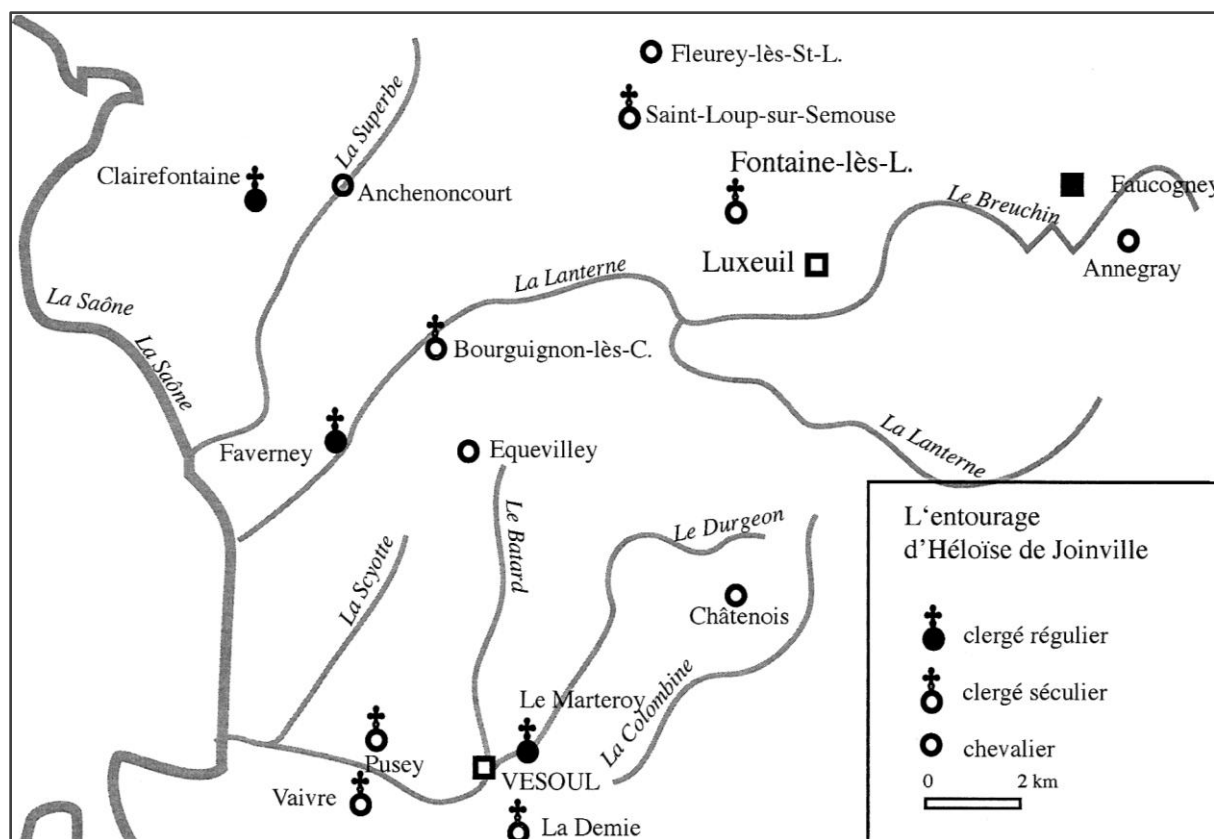 Fleurey-lès-St-L.
La Superbe
Saint-Loup-sur-Semouse
Clairefontaine
Anchenoncourt
Fontaine-lès-L.
Le Breuchin
Faucogney
Annegray
Luxeuil
La Lanterne
La Saône
La Saône
Bourguignon-lès-C.
Faverney
Equevilley
La Lanterne
Le Batard
Le Durgeon
La Scyotte
Châtenois
La Colombine
Le Marteroy
Pusey
VESOUL
Vaivre
La Demie
L‘entourage
d’Héloïse de Joinville
clergé régulier
clergé séculier
chevalier
0 2 km